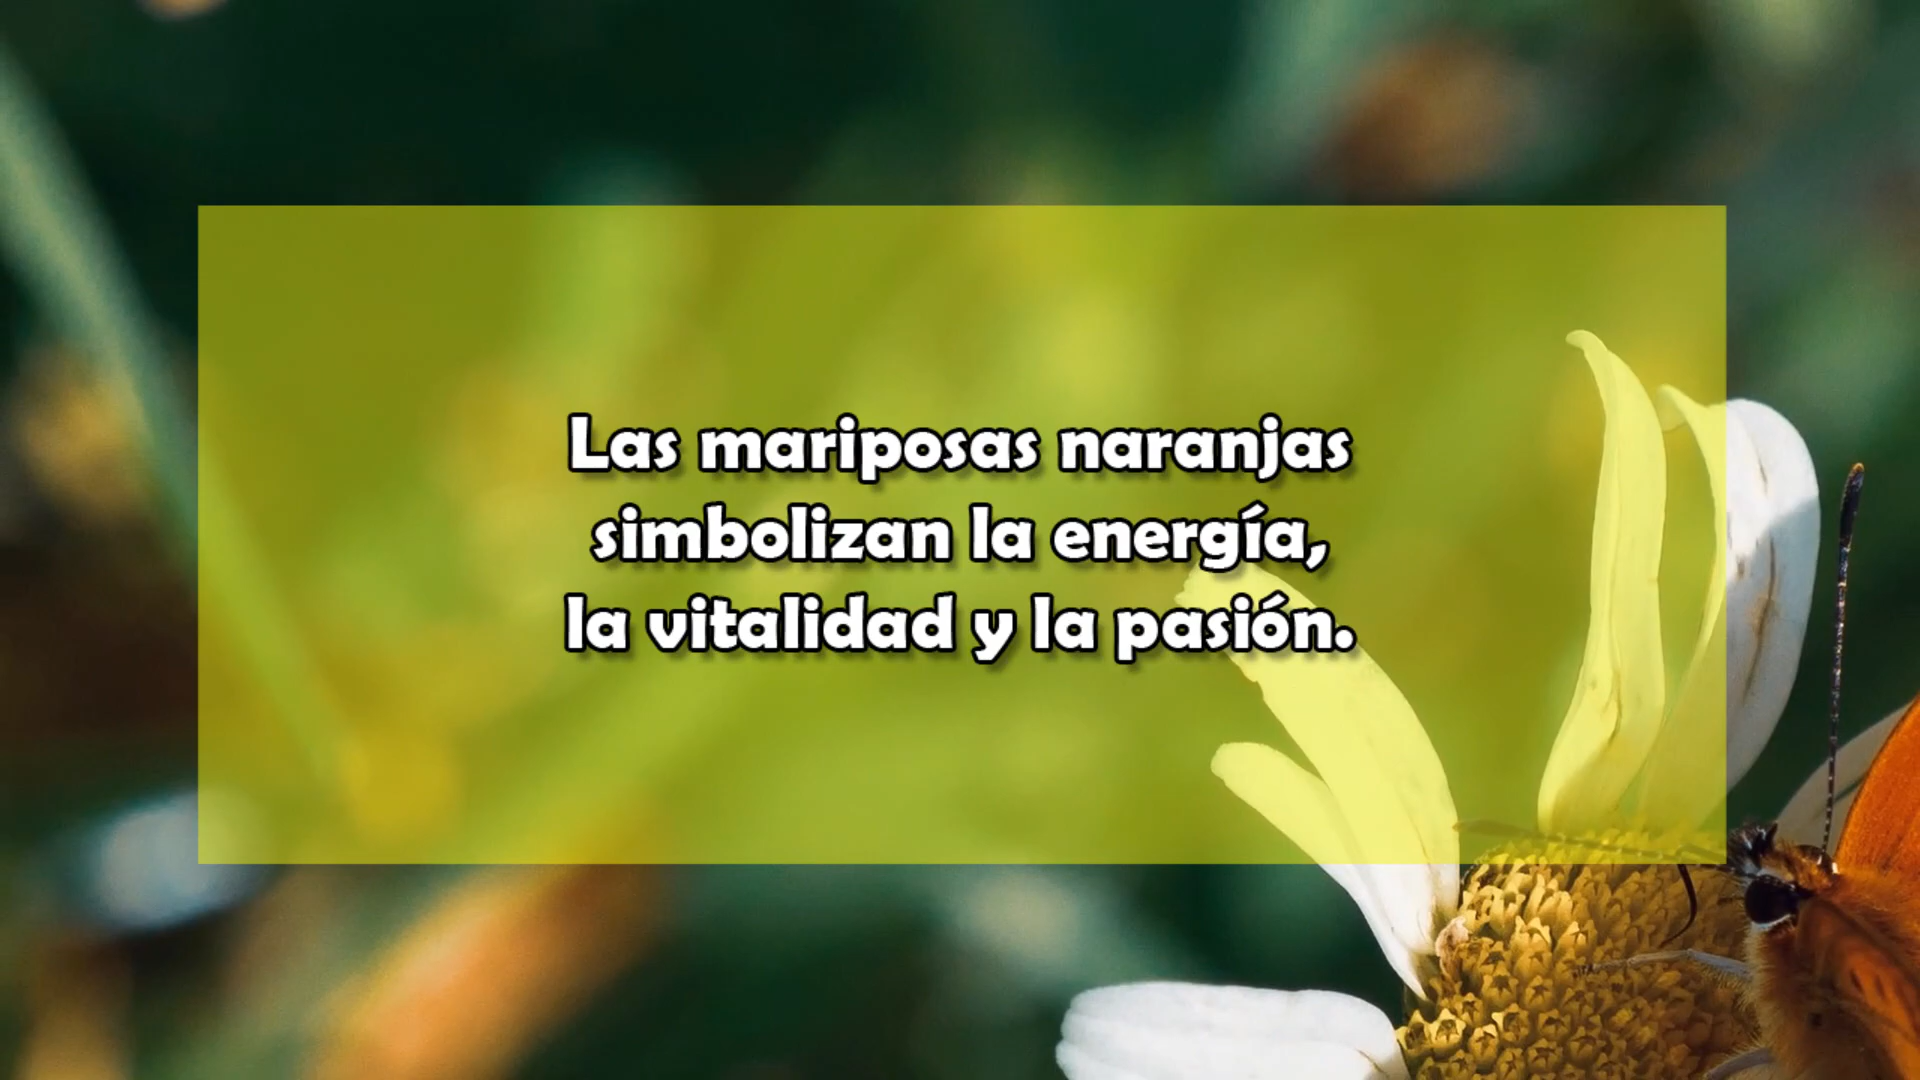 Las mariposas naranjas
simbolizan la energía,
la vitalidad y la pasión.